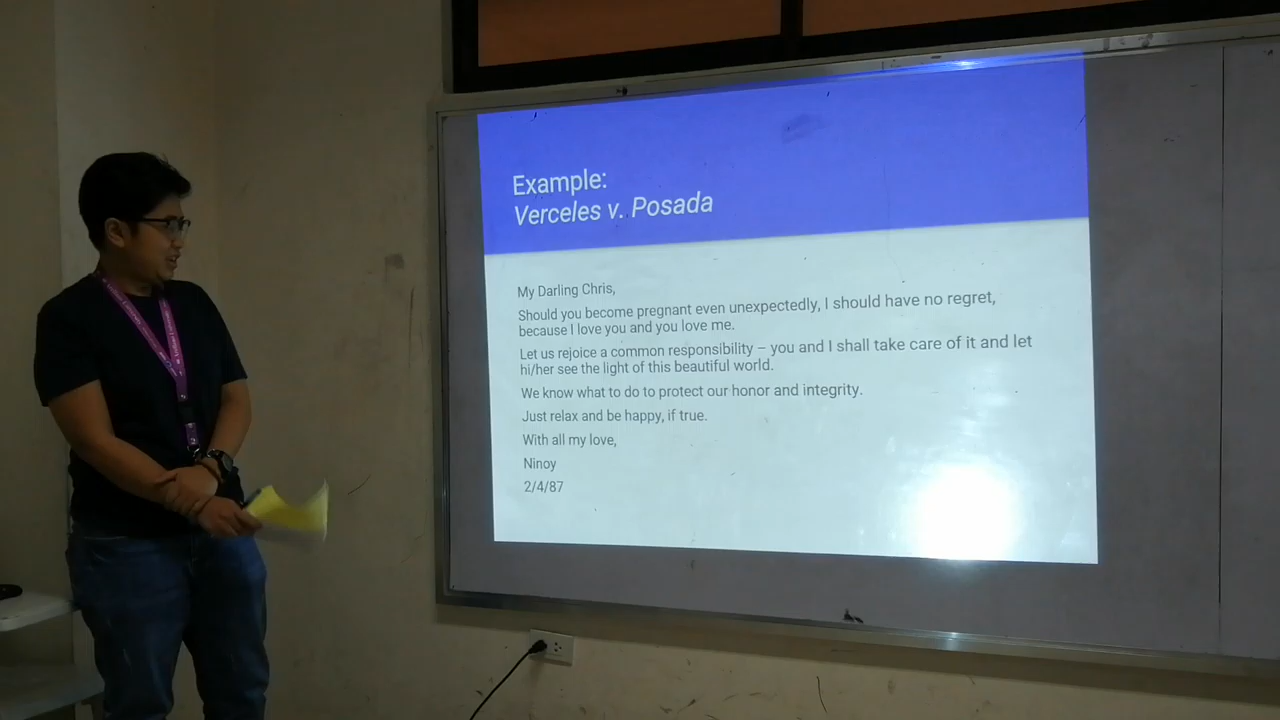 Example:
Verceles v. Posada
My Darling Chris,
Should you become pregnant even unexpectedly, I should have no regret,
because I love you and you love me.
Let us rejoice a common responsibility – you and I shall take care of it and let
hi/her see the light of this beautiful world.
We know what to do to protect our honor and integrity.
Just relax and be happy, if true.
With all my love,
Ninoy
2/4/87